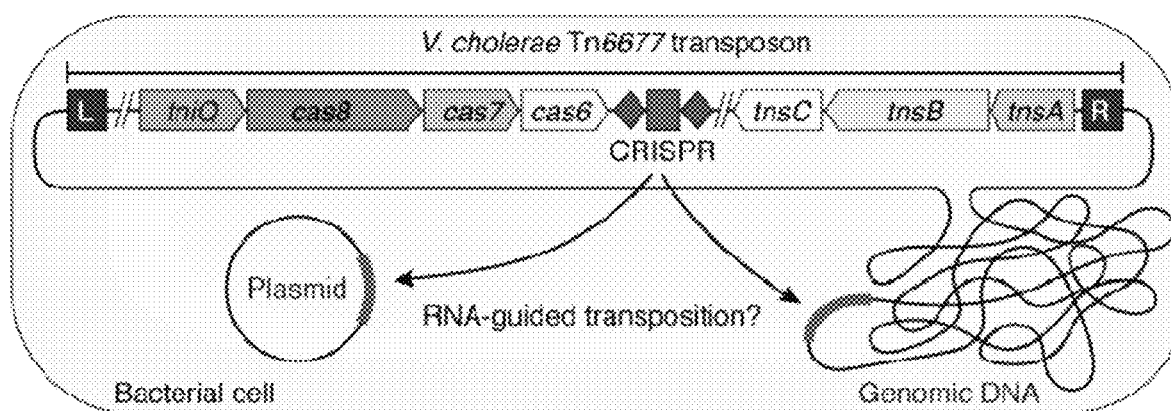 V. cholerae Tn6677 transposon
L tniQ cas8 cas7 cas6 tnsC tnsB tnsA R
CRISPR
Plasmid
RNA-guided transposition?
Bacterial cell
Genomic DNA